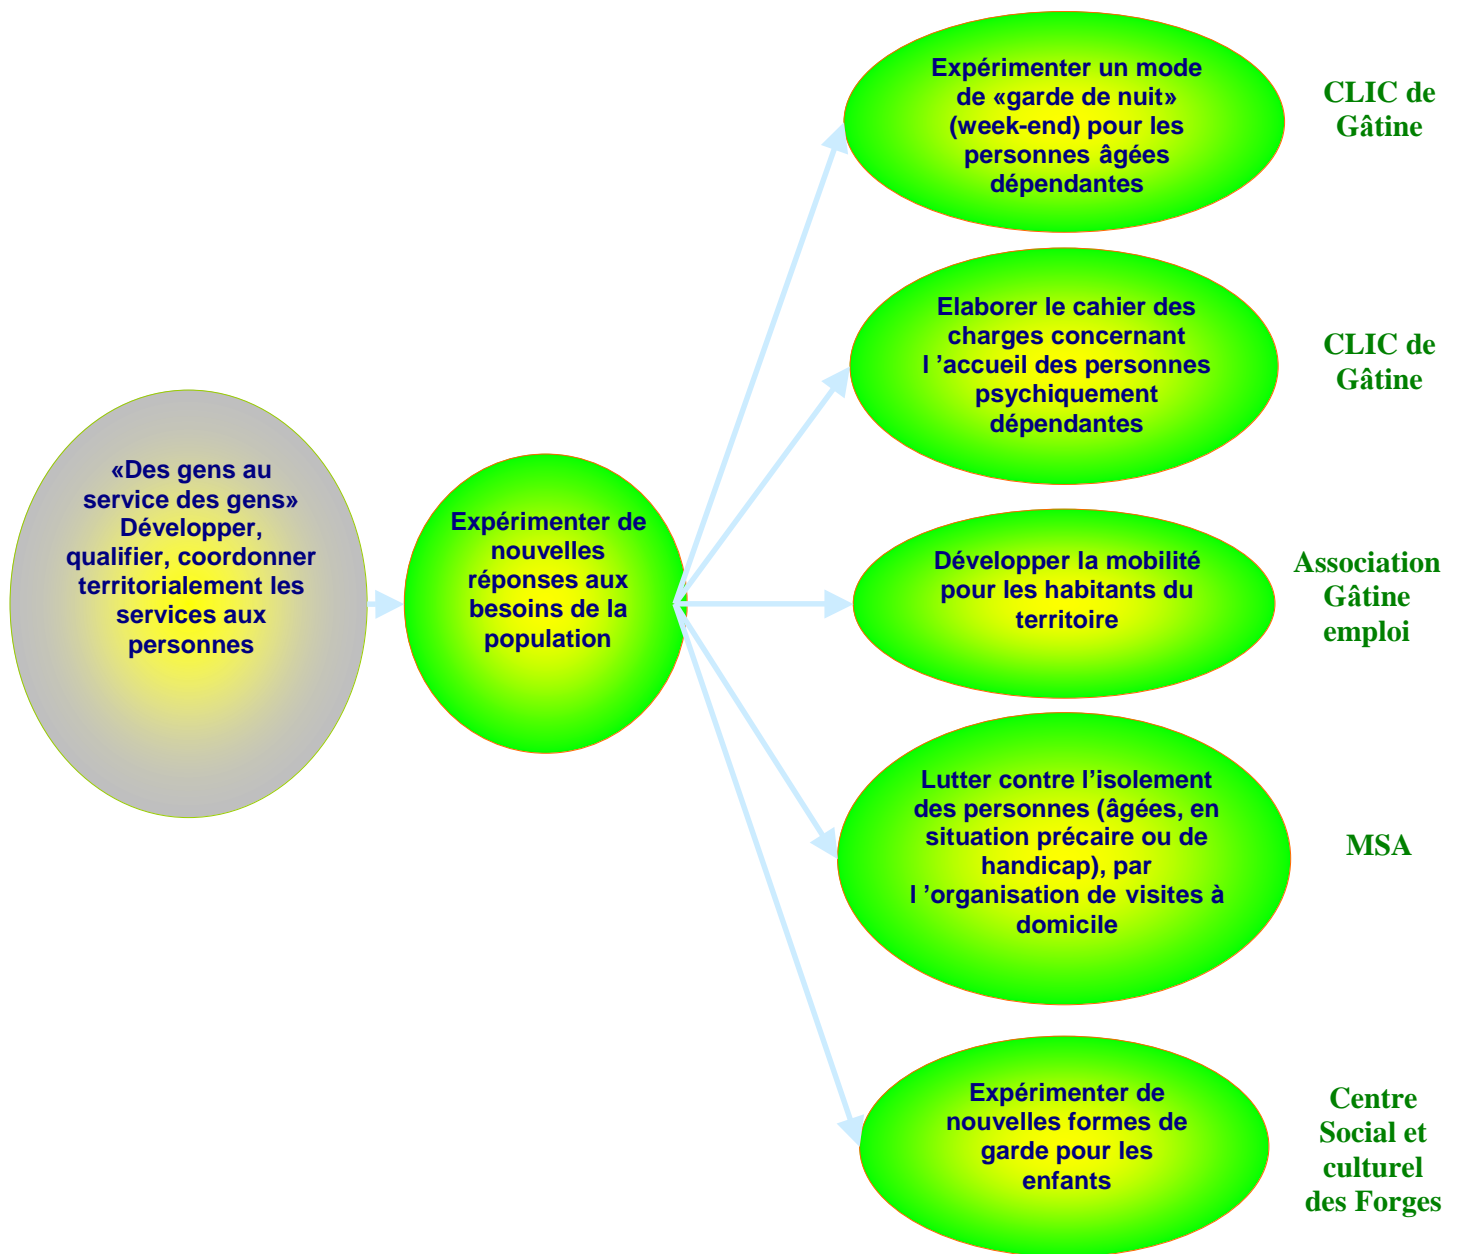 «Des gens au
service des gens»
Développer,
qualifier, coordonner
territorialement les
services aux
personnes
Expérimenter de
nouvelles
réponses aux
besoins de la
population
Expérimenter un mode
de «garde de nuit»
(week-end) pour les
personnes âgées
dépendantes
CLIC de
Gâtine
Elaborer le cahier des
charges concernant
l ’accueil des personnes
psychiquement
dépendantes
CLIC de
Gâtine
Développer la mobilité
pour les habitants du
territoire
Association
Gâtine
emploi
Lutter contre l’isolement
des personnes (âgées, en
situation précaire ou de
handicap), par
l ’organisation de visites à
domicile
MSA
Expérimenter de
nouvelles formes de
garde pour les
enfants
Centre
Social et
culturel
des Forges